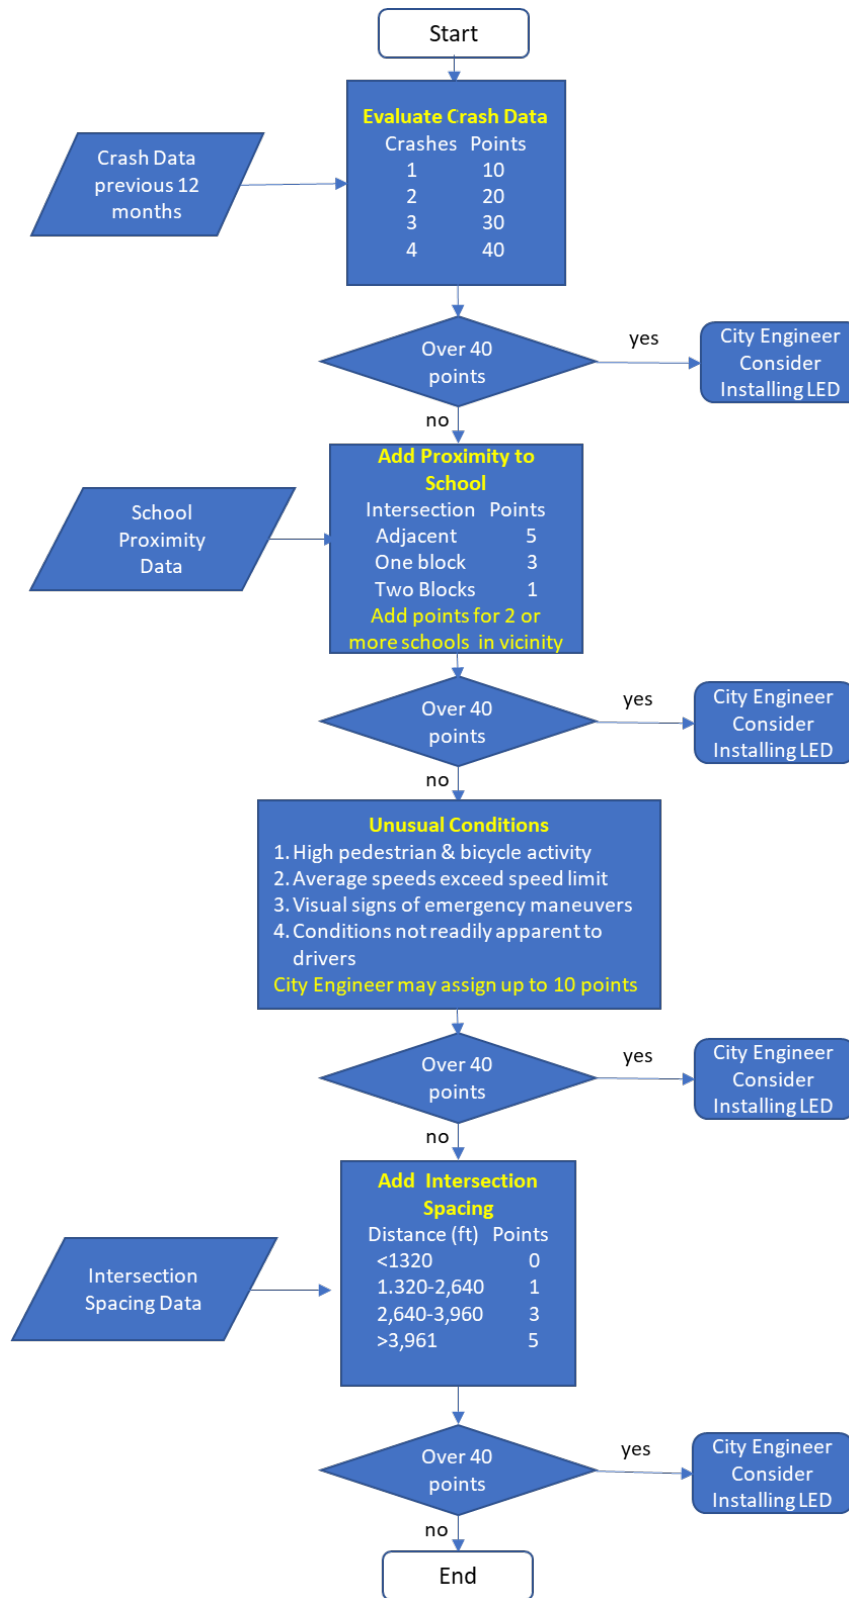 Start
Evaluate Crash Data
Crashes Points
1 10
2 20
3 30
4 40
Crash Data
previous 12
months
Over 40
points
yes
City Engineer
Consider
Installing LED
no
Add Proximity to
School
Intersection Points
Adjacent 5
One block 3
Two Blocks 1
Add points for 2 or
more schools in vicinity
School
Proximity
Data
Over 40
points
yes
City Engineer
Consider
Installing LED
no
Unusual Conditions
1. High pedestrian & bicycle activity
2. Average speeds exceed speed limit
3. Visual signs of emergency maneuvers
4. Conditions not readily apparent to
drivers
City Engineer may assign up to 10 points
Over 40
points
yes
City Engineer
Consider
Installing LED
no
Add Intersection
Spacing
Distance (ft) Points
<1320 0
1.320-2,640 1
2,640-3,960 3
>3,961 5
Intersection
Spacing Data
Over 40
points
yes
City Engineer
Consider
Installing LED
no
End